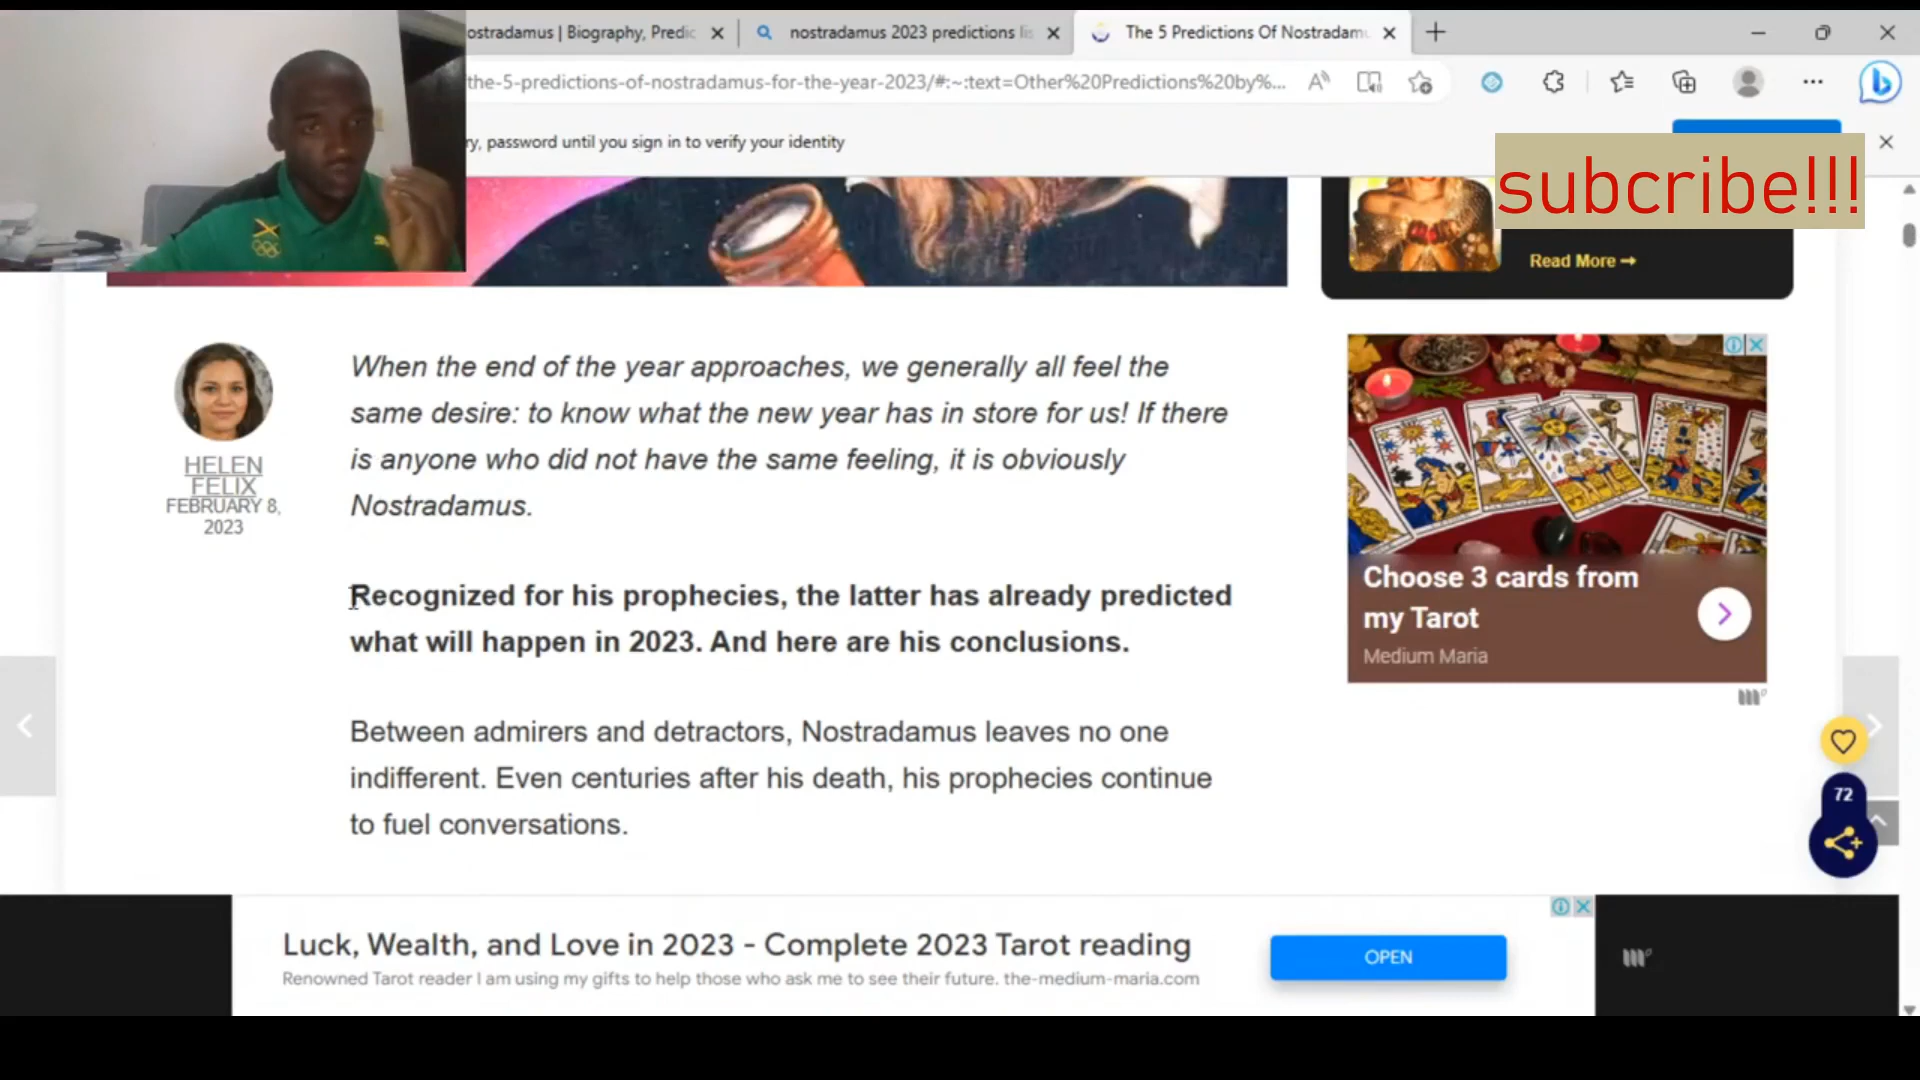 ostradamus | Biography, Predic
nostradamus 2023 predictions li
The 5 Predictions Of Nostradam
the-5-predictions-of-nostradamus-for-the-year-2023/#:~:text=Other%20Predictions%20by%...
ry, password until you sign in to verify your identity
subcribe!!!
Read More →
When the end of the year approaches, we generally all feel the
same desire: to know what the new year has in store for us! If there
is anyone who did not have the same feeling, it is obviously
Nostradamus.
HELEN
FELIX
FEBRUARY 8,
2023
Recognized for his prophecies, the latter has already predicted
what will happen in 2023. And here are his conclusions.
Between admirers and detractors, Nostradamus leaves no one
indifferent. Even centuries after his death, his prophecies continue
to fuel conversations.
Choose 3 cards from
my Tarot
Medium Maria
72
Luck, Wealth, and Love in 2023 - Complete 2023 Tarot reading
Renowned Tarot reader I am using my gifts to help those who ask me to see their future. the-medium-maria.com
OPEN